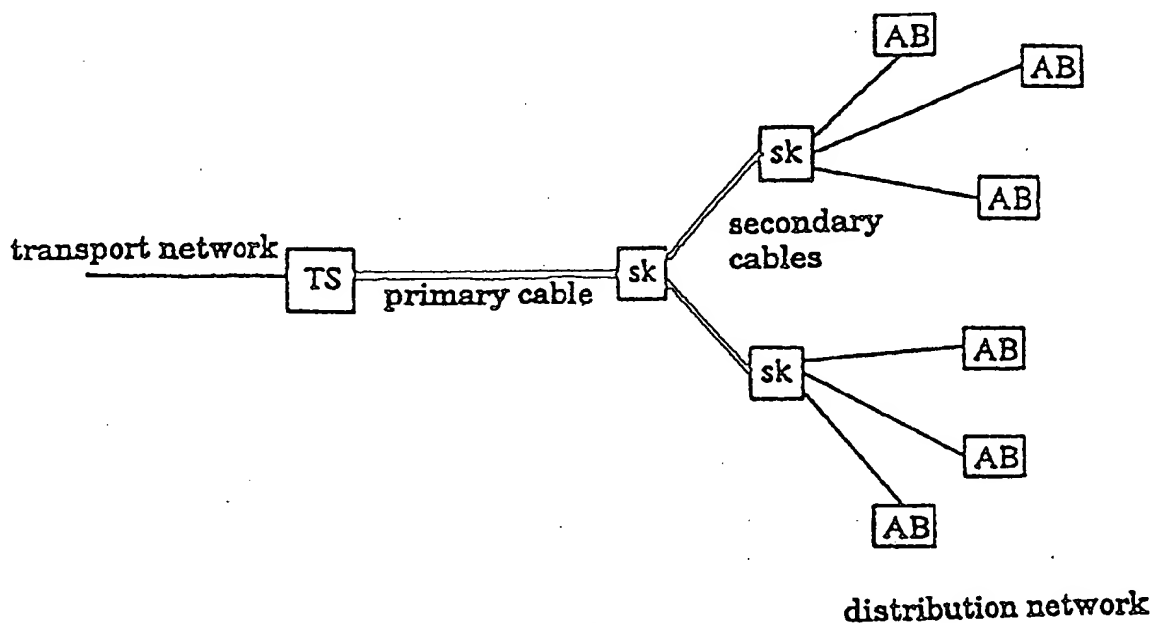 AB
AB
sk
AB
secondary
cables
transport network
TS
sk
primary cable
AB
sk
AB
AB
distribution network